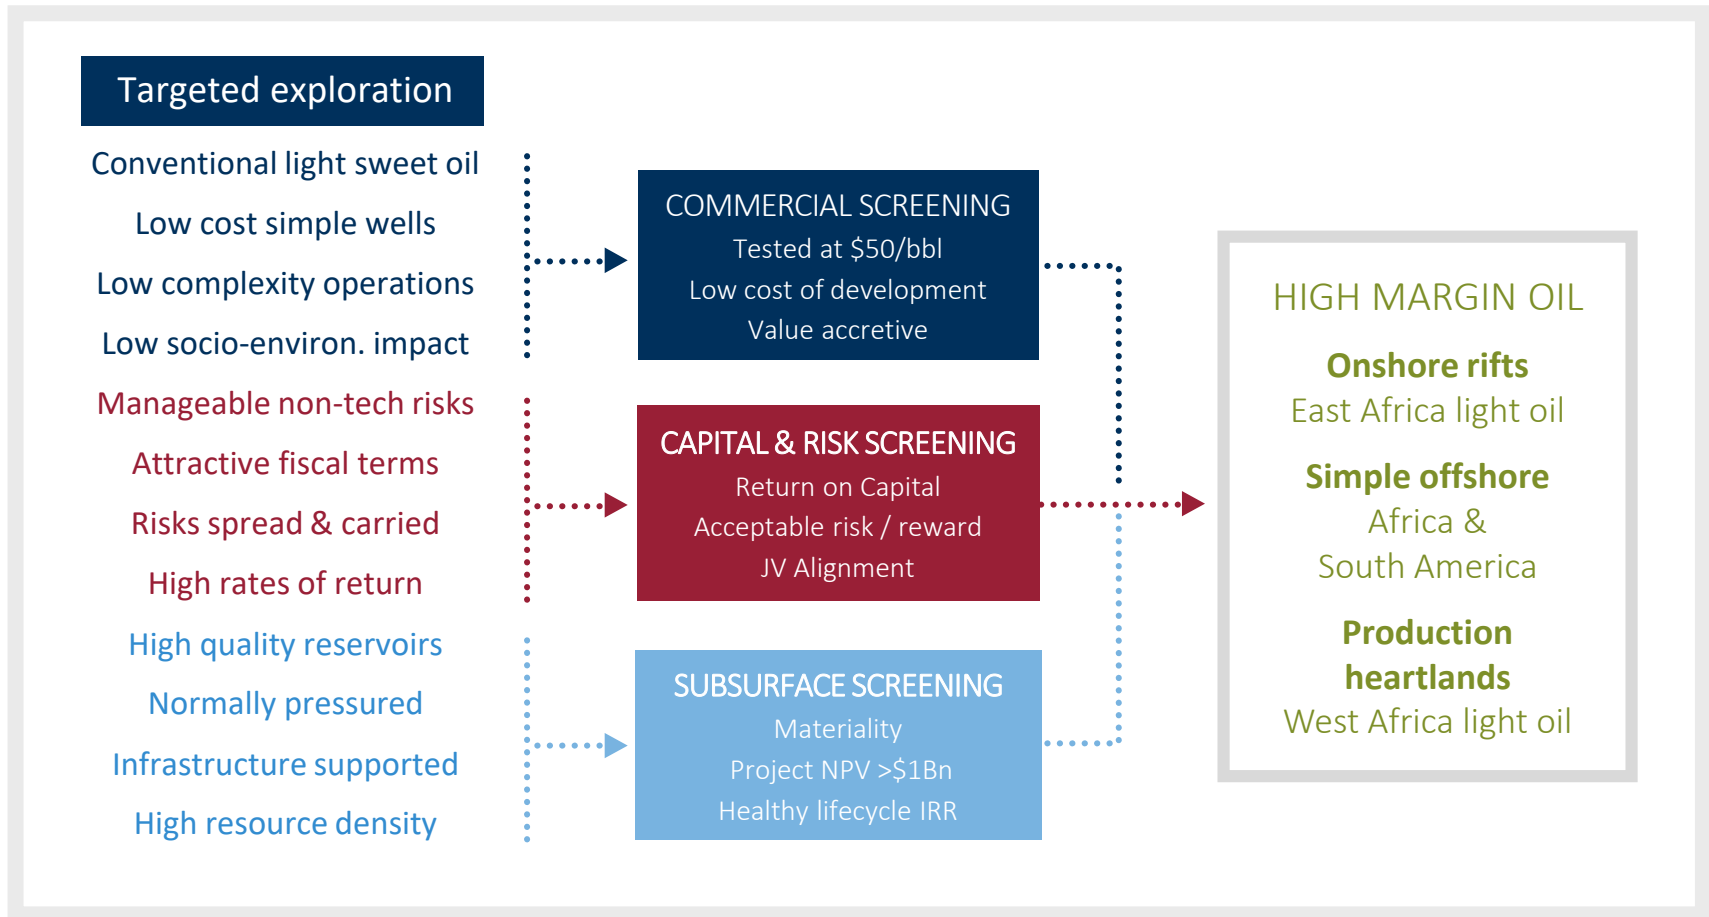 Targeted exploration
Conventional light sweet oil
Low cost simple wells
Low complexity operations
Low socio-environ. impact
Manageable non-tech risks
Attractive fiscal terms
Risks spread & carried
High rates of return
High quality reservoirs
Normally pressured
Infrastructure supported
High resource density
COMMERCIAL SCREENING
Tested at $50/bbl
Low cost of development
Value accretive
CAPITAL & RISK SCREENING
Return on Capital
Acceptable risk / reward
JV Alignment
SUBSURFACE SCREENING
Materiality
Project NPV >$1Bn
Healthy lifecycle IRR
HIGH MARGIN OIL
Onshore rifts
East Africa light oil
Simple offshore
Africa &
South America
Production
heartlands
West Africa light oil